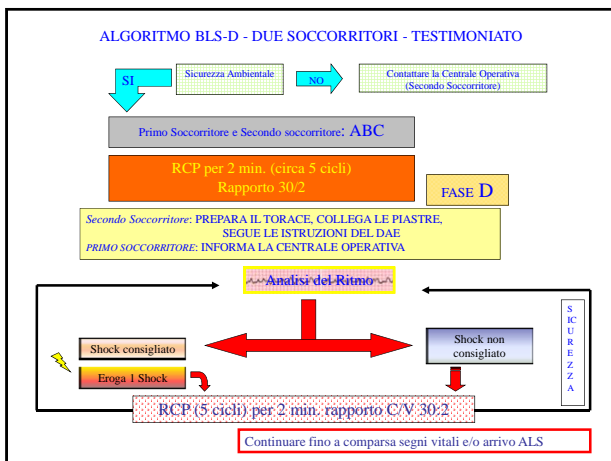 ALGORITMO BLS-D - DUE SOCCORRITORI - TESTIMONIATO
SI
Sicurezza Ambientale
NO
Contattare la Centrale Operativa
(Secondo Soccorritore)
Primo Soccorritore e Secondo soccorritore: ABC
RCP per 2 min. (circa 5 cicli)
Rapporto 30/2
FASE D
Secondo Soccorritore: PREPARA IL TORACE, COLLEGA LE PIASTRE,
SEGUE LE ISTRUZIONI DEL DAE
PRIMO SOCCORRITORE: INFORMA LA CENTRALE OPERATIVA
Analisi del Ritmo
Shock consigliato
Eroga 1 Shock
Shock non
consigliato
S
I
C
U
R
E
Z
Z
A
RCP (5 cicli) per 2 min. rapporto C/V 30:2
Continuare fino a comparsa segni vitali e/o arrivo ALS